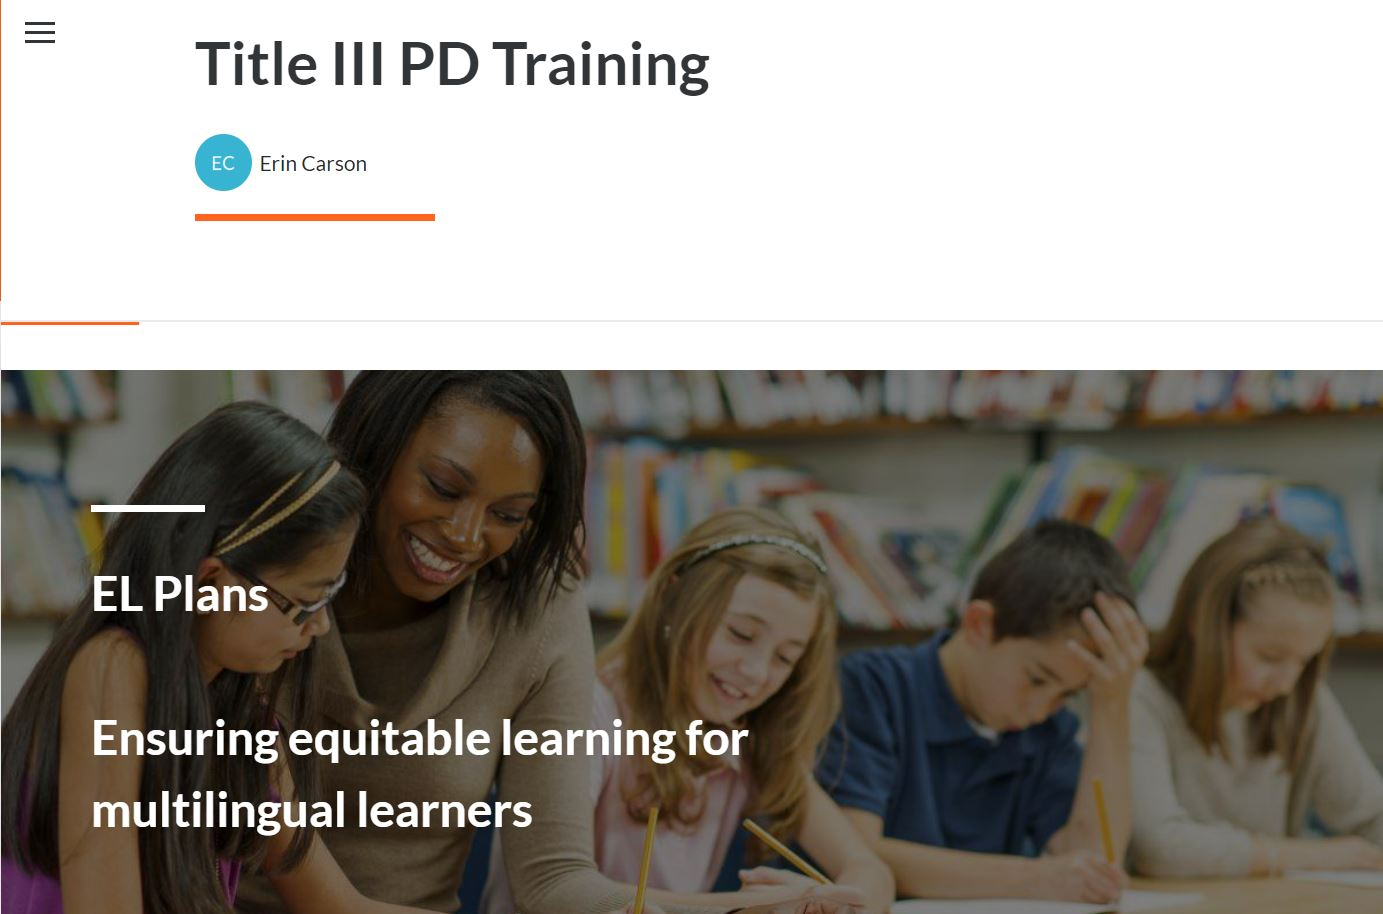 Title III PD Training
EC
Erin Carson
EL Plans
Ensuring equitable learning for
multilingual learners